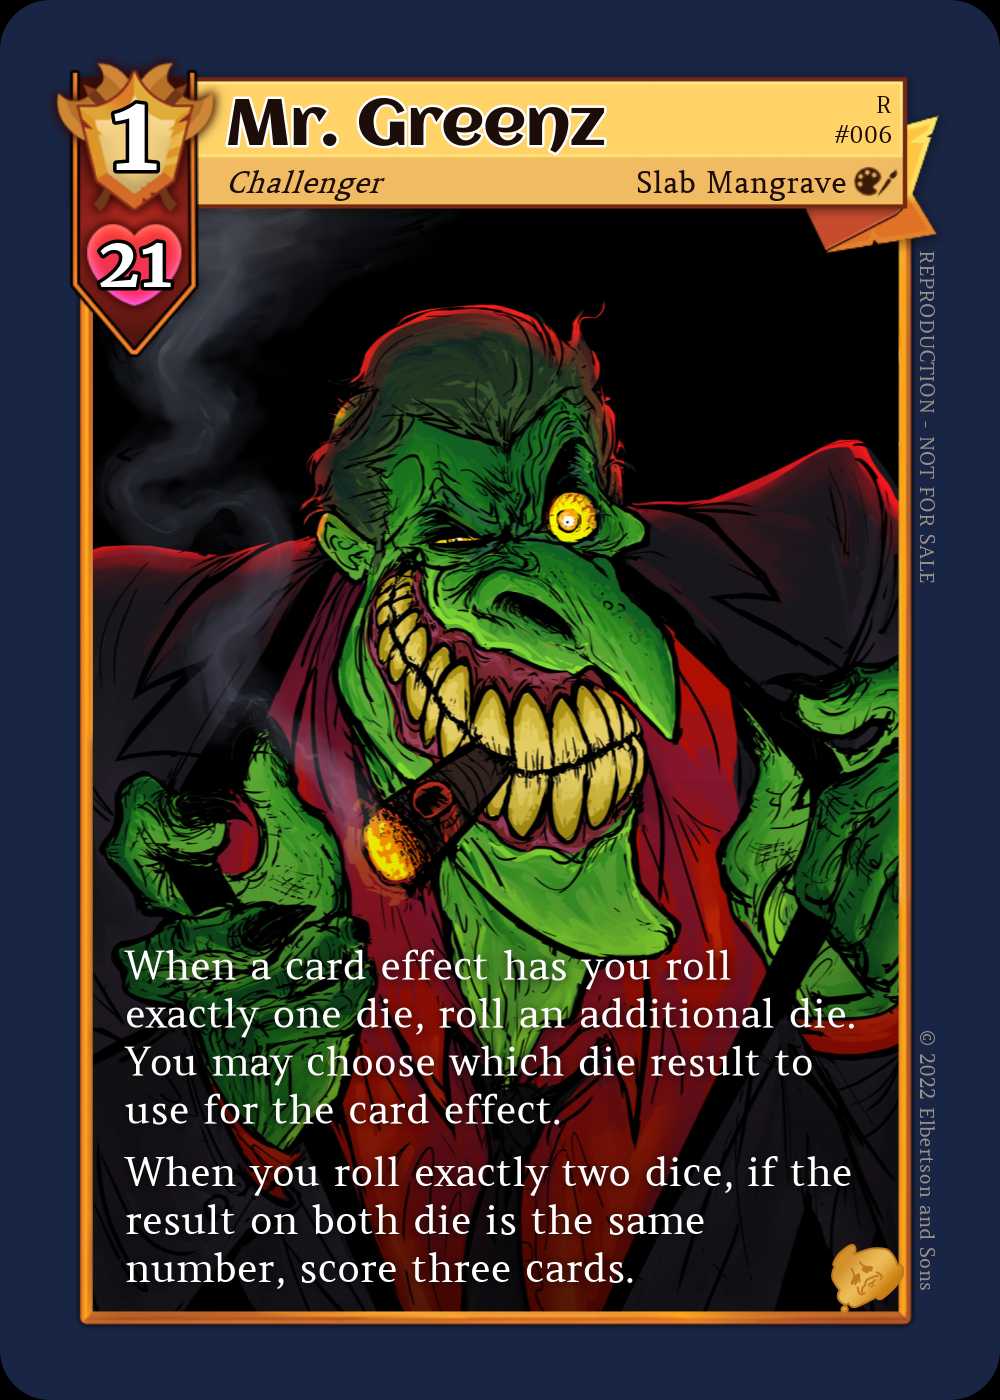 1
Mr. Greenz
R
#006
Challenger
Slab Mangrave
21
REPRODUCTION - NOT FOR SALE
When a card effect has you roll
exactly one die, roll an additional die.
You may choose which die result to
use for the card effect.
When you roll exactly two dice, if the
result on both die is the same
number, score three cards.
© 2022 Elbertson and Sons